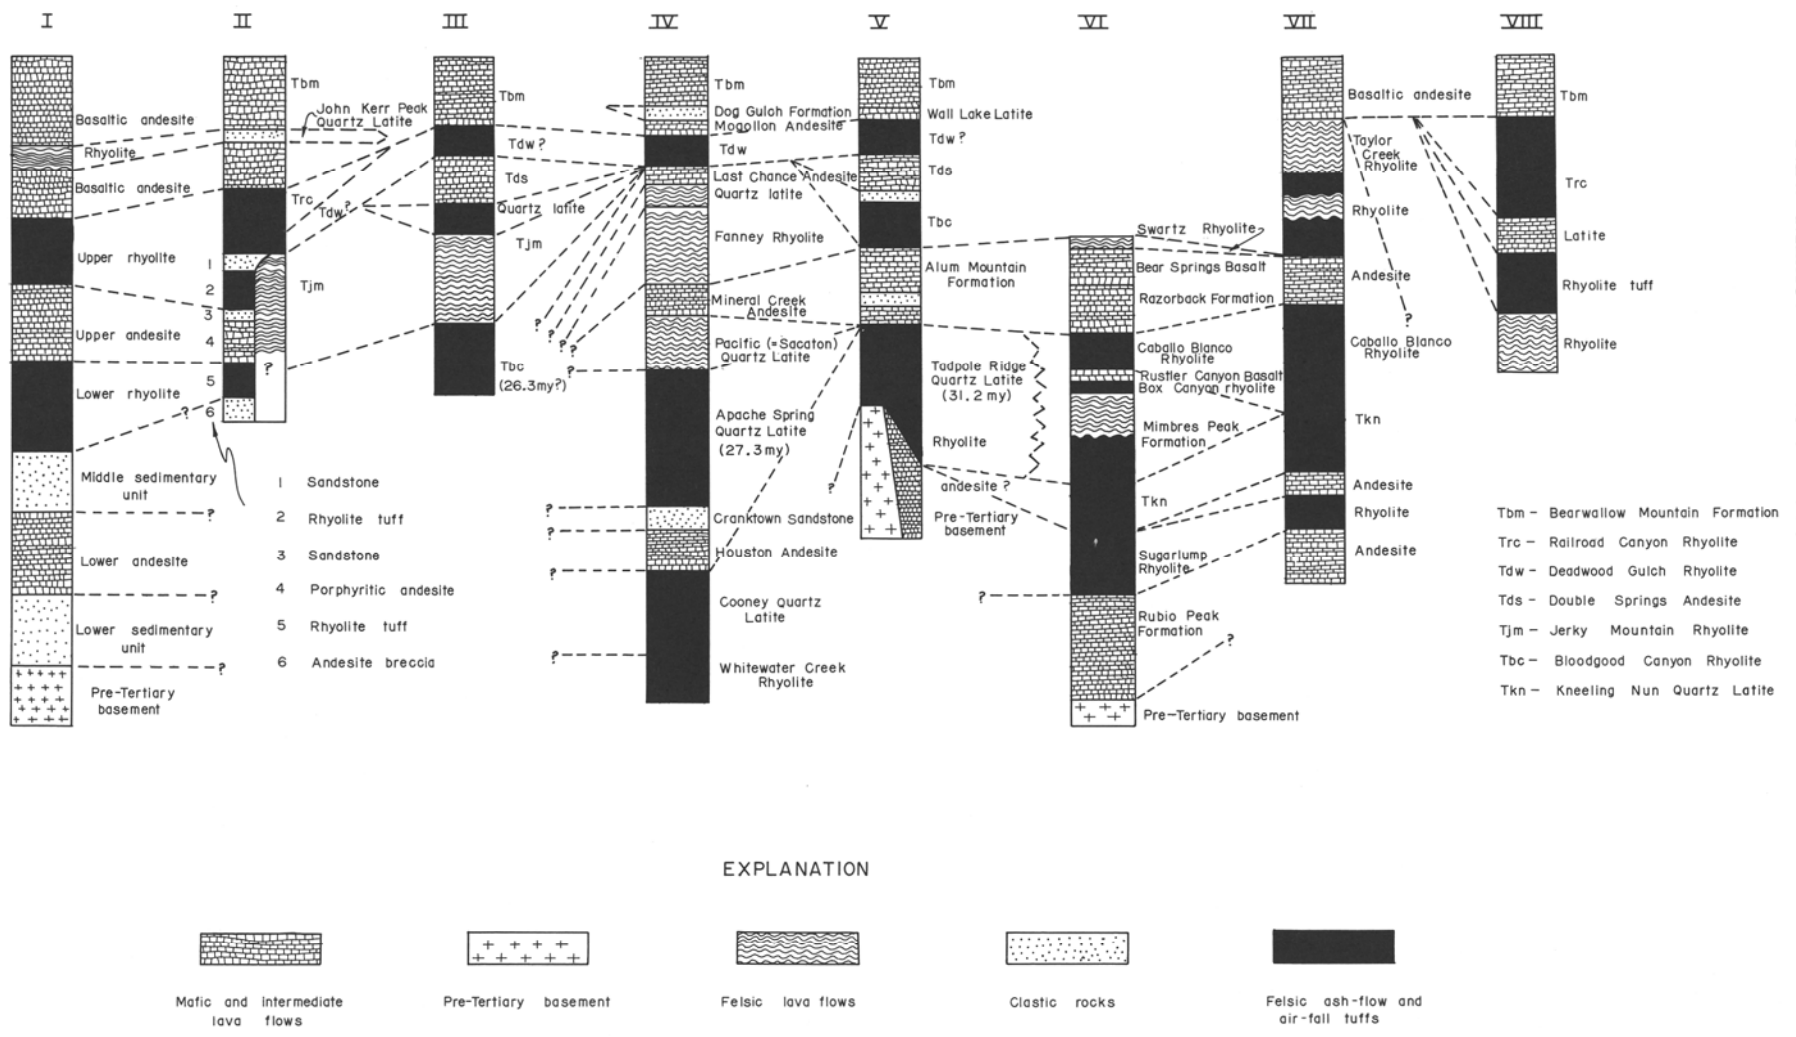 I II III IV V VI VII VIII
Basaltic andesite
Rhyolite
Basaltic andesite
Upper rhyolite
Upper andesite
Lower rhyolite
Middle sedimentary
unit
?
Lower andesite
?
Lower sedimentary
unit
?
Pre-Tertiary
basement
Tbm
John Kerr Peak
Quartz Latite
Trc
Tdw?
1
2
3
4
5
6
Tjm
?
?
1 Sandstone
2 Rhyolite tuff
3 Sandstone
4 Porphyritic andesite
5 Rhyolite tuff
6 Andesite breccia
Tbm
Tdw?
Tds
Quartz latite
Tjm
Tbc
(26.3my?)
Tbm
Dog Gulch Formation
Mogollon Andesite
Tdw
Last Chance Andesite
Quartz latite
Fanney Rhyolite
Mineral Creek
Andesite
Pacific (=Sacaton)
Quartz Latite
Apache Spring
Quartz Latite
(27.3 my)
Cranktown Sandstone
Houston Andesite
Cooney Quartz
Latite
Whitewater Creek
Rhyolite
?
?
?
?
?
?
?
?
?
Tbm
Wall Lake Latite
Tdw?
Tds
Tbc
Alum Mountain
Formation
Tadpole Ridge
Quartz Latite
(31.2 my)
Rhyolite
andesite ?
Pre-Tertiary
basement
?
Swartz Rhyolite
Bear Springs Basalt
Razorback Formation
Caballo Blanco
Rhyolite
Rustler Canyon Basalt
Box Canyon rhyolite
Mimbres Peak
Formation
Tkn
Sugarlump
Rhyolite
?
Rubio Peak
Formation
?
Pre-Tertiary basement
Basaltic andesite
Taylor
Creek
Rhyolite
Rhyolite
Andesite
?
Caballo Blanco
Rhyolite
Tkn
Andesite
Rhyolite
Andesite
Tbm
Trc
Latite
Rhyolite tuff
Rhyolite
Tbm – Bearwallow Mountain Formation
Trc – Railroad Canyon Rhyolite
Tdw – Deadwood Gulch Rhyolite
Tds – Double Springs Andesite
Tjm – Jerky Mountain Rhyolite
Tbc – Bloodgood Canyon Rhyolite
Tkn – Kneeling Nun Quartz Latite
EXPLANATION
Mafic and intermediate
lava flows
Pre-Tertiary basement
Felsic lava flows
Clastic rocks
Felsic ash-flow and
air-fall tuffs